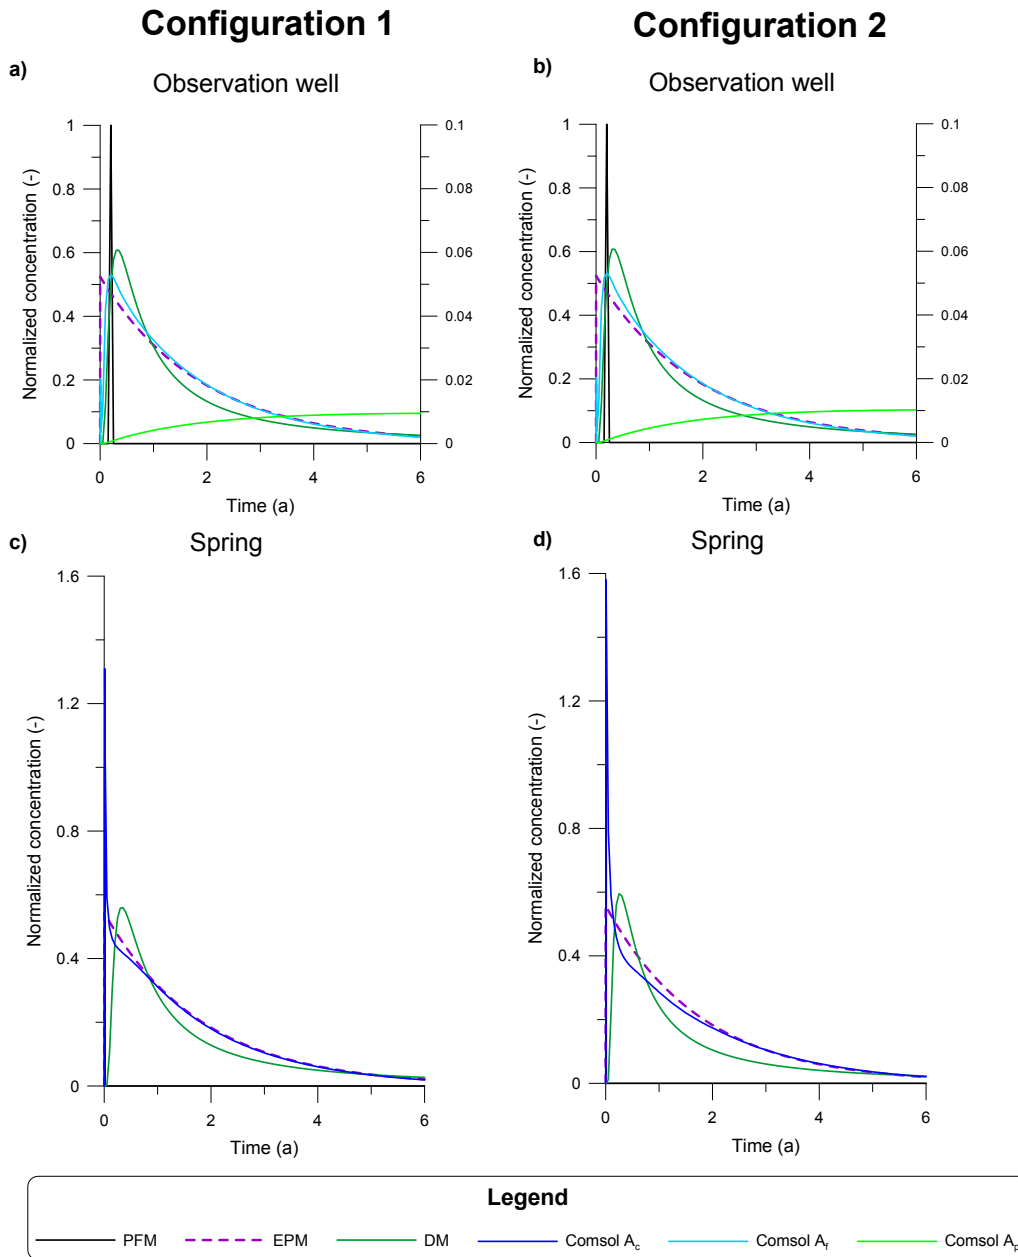 Configuration 1
Configuration 2
a)
Observation well
b)
Observation well
Normalized concentration (-)
1
0.8
0.6
0.4
0.2
0
0.1
0.08
0.06
0.04
0.02
0
0 2 4 6
Time (a)
Normalized concentration (-)
1
0.8
0.6
0.4
0.2
0
0.1
0.08
0.06
0.04
0.02
0
0 2 4 6
Time (a)
c)
Spring
d)
Spring
Normalized concentration (-)
1.6
1.2
0.8
0.4
0
0 2 4 6
Time (a)
Normalized concentration (-)
1.6
1.2
0.8
0.4
0
0 2 4 6
Time (a)
Legend
PFM EPM DM Comsol A_c Comsol A_f Comsol A_p